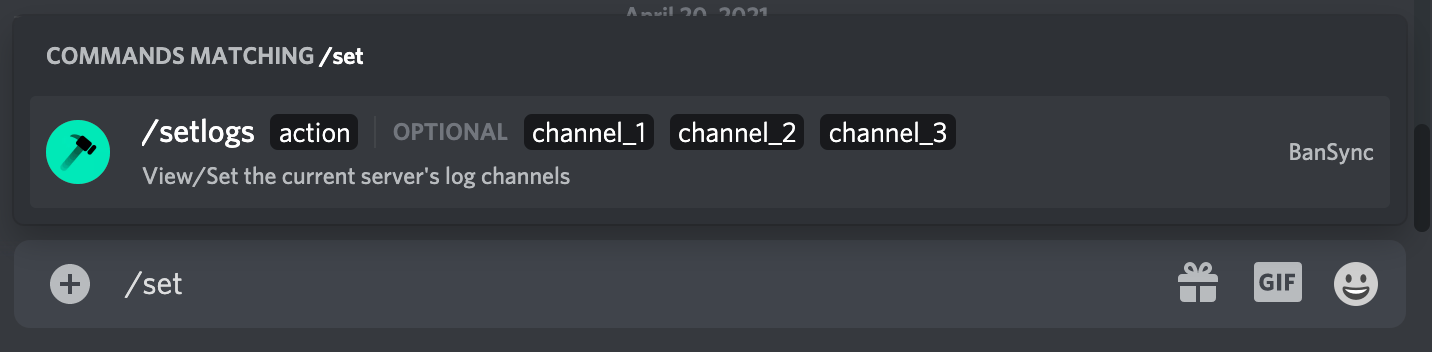 April 20, 2021
COMMANDS MATCHING /set
/setlogs action OPTIONAL channel_1 channel_2 channel_3
View/Set the current server's log channels
BanSync
/set
GIF